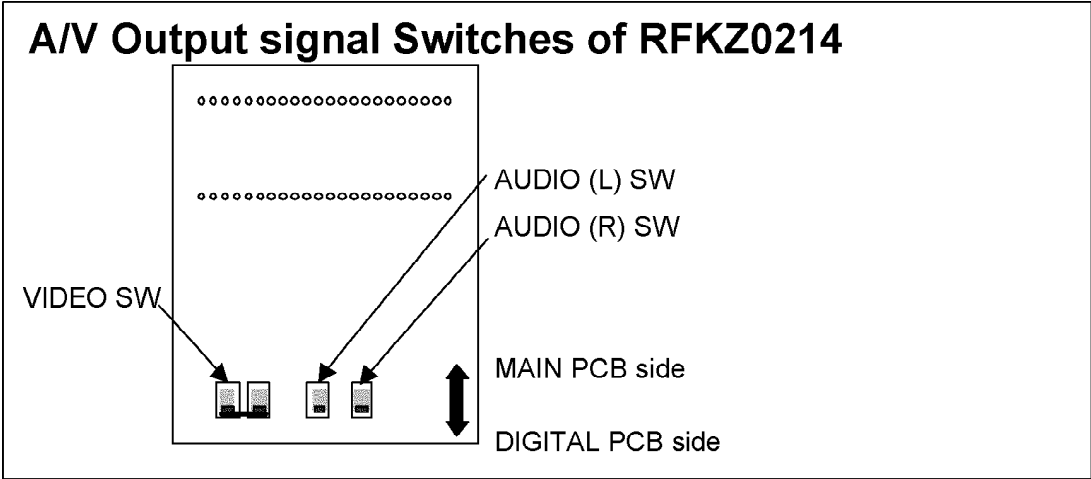 A/V Output signal Switches of RFKZ0214
AUDIO (L) SW
AUDIO (R) SW
VIDEO SW
MAIN PCB side
DIGITAL PCB side